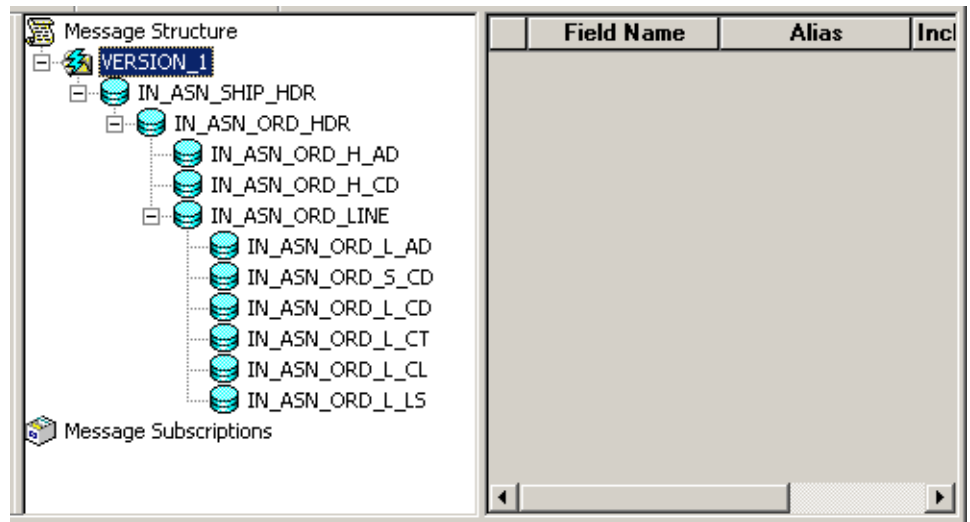 Message Structure
VERSION_1
IN_ASN_SHIP_HDR
IN_ASN_ORD_HDR
IN_ASN_ORD_H_AD
IN_ASN_ORD_H_CD
IN_ASN_ORD_LINE
IN_ASN_ORD_L_AD
IN_ASN_ORD_S_CD
IN_ASN_ORD_L_CD
IN_ASN_ORD_L_CT
IN_ASN_ORD_L_CL
IN_ASN_ORD_L_LS
Message Subscriptions
Field Name Alias Incl